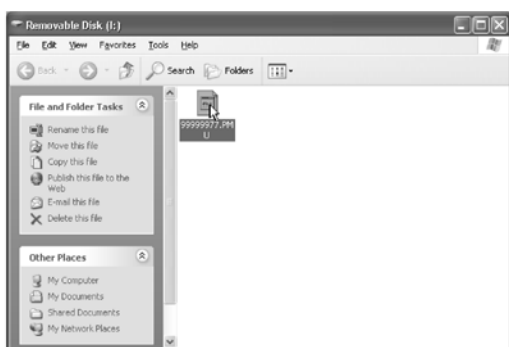 Removable Disk (I:)
File Edit View Favorites Tools Help
Back Search Folders
File and Folder Tasks
Rename this file
Move this file
Copy this file
Publish this file to the
Web
E-mail this file
Delete this file
Other Places
My Computer
My Documents
Shared Documents
My Network Places
99999977.PM
U